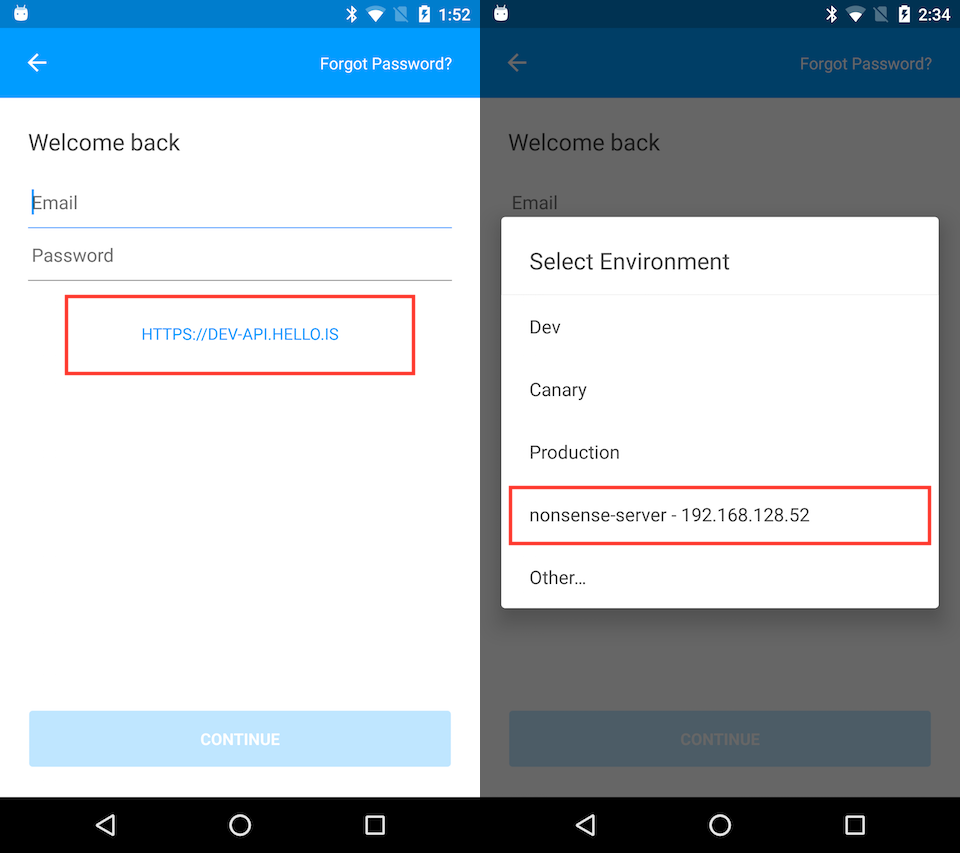 1:52
Forgot Password?
Welcome back
Email
Password
HTTPS://DEV-API.HELLO.IS
CONTINUE
2:34
Forgot Password?
Welcome back
Email
Select Environment
Dev
Canary
Production
nonsense-server - 192.168.128.52
Other...
CONTINUE